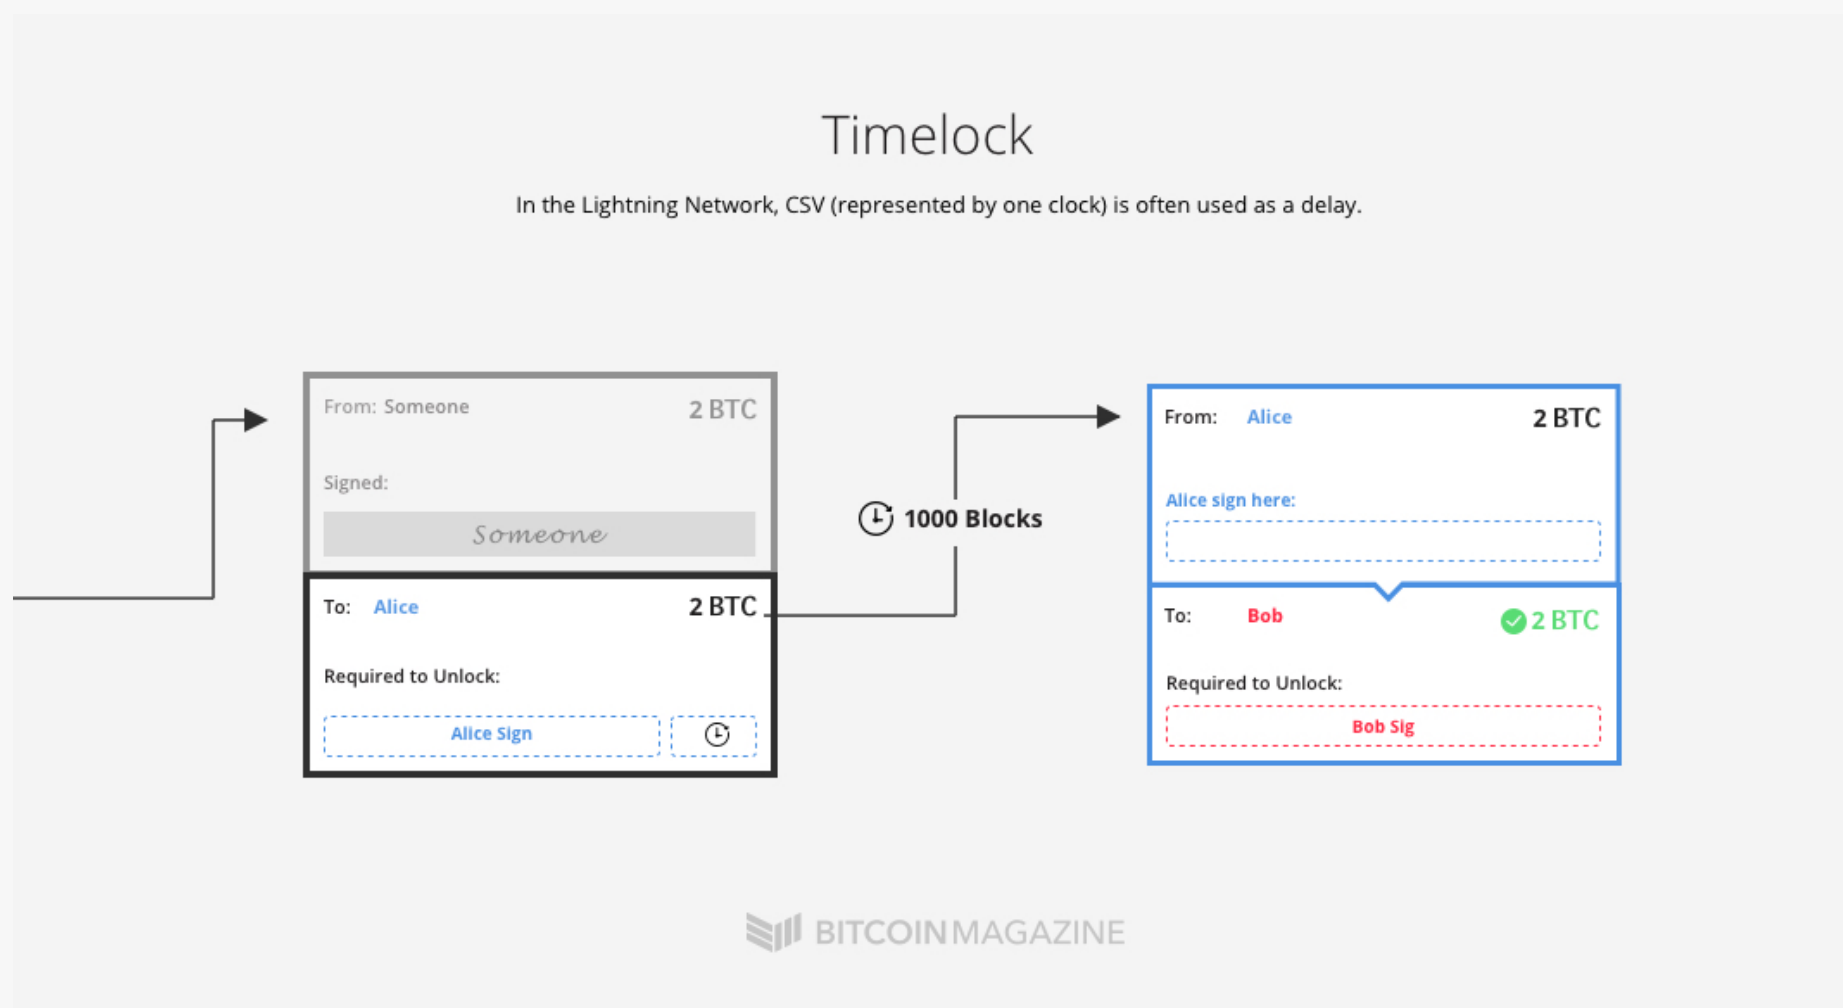 Timelock
In the Lightning Network, CSV (represented by one clock) is often used as a delay.
From: Someone 2 BTC
Signed:
Someone
To: Alice 2 BTC
Required to Unlock:
Alice Sign
1000 Blocks
From: Alice 2 BTC
Alice sign here:
To: Bob 2 BTC
Required to Unlock:
Bob Sig
BITCOINMAGAZINE